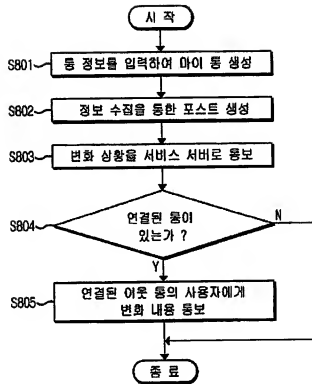 시 작
S801
통 정보를 입력하여 마이 통 생성
S802
정보 수집을 통한 포스트 생성
S803
변화 상황을 서비스 서버로 통보
S804
연결된 통이
있는가 ?
N
Y
S805
연결된 이웃 통의 사용자에게
변화 내용 통보
종 료